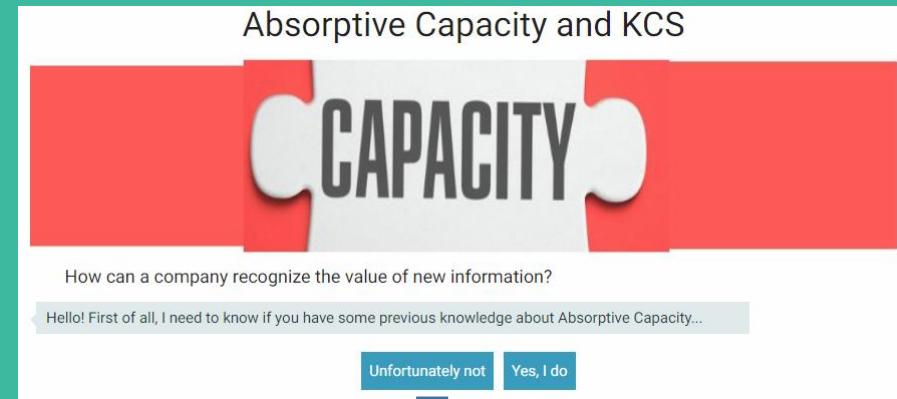 Absorptive Capacity and KCS
CAPACITY
How can a company recognize the value of new information?
Hello! First of all, I need to know if you have some previous knowledge about Absorptive Capacity...
Unfortunately not
Yes, I do